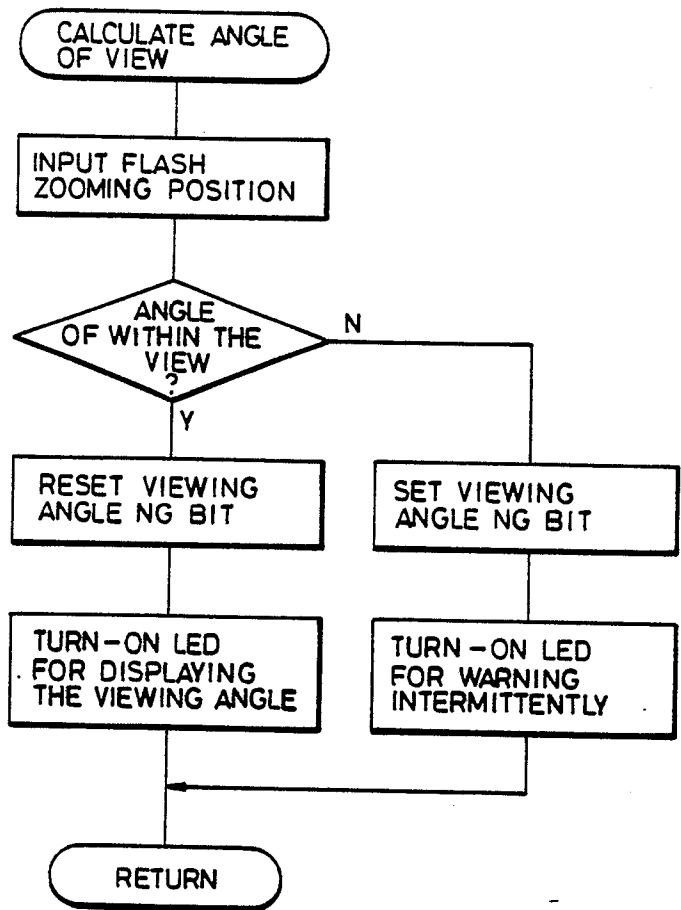 CALCULATE ANGLE
OF VIEW
INPUT FLASH
ZOOMING POSITION
ANGLE
OF WITHIN THE
VIEW
?
N
Y
RESET VIEWING
ANGLE NG BIT
SET VIEWING
ANGLE NG BIT
TURN-ON LED
FOR DISPLAYING
THE VIEWING ANGLE
TURN-ON LED
FOR WARNING
INTERMITTENTLY
RETURN